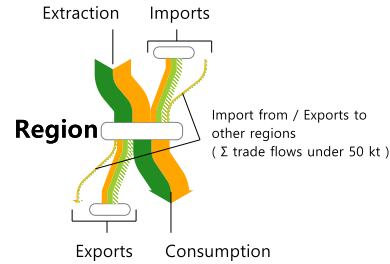 Extraction
Imports
Import from / Exports to
other regions
( Σ trade flows under 50 kt )
Region
Exports
Consumption